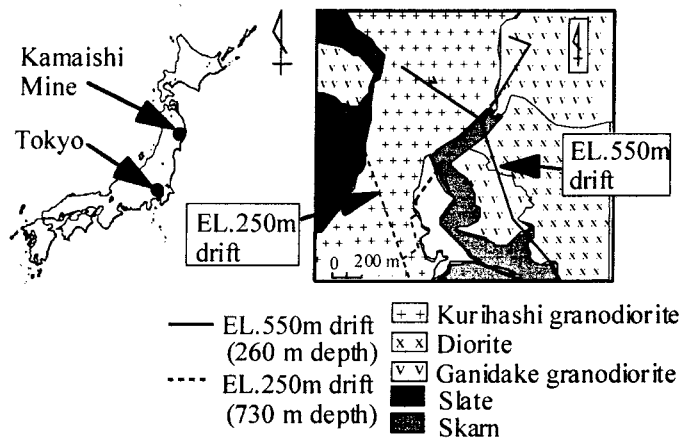 Kamaishi
Mine
Tokyo
EL.250m
drift
EL.550m
drift
0 200 m
EL.550m drift
(260 m depth)
EL.250m drift
(730 m depth)
+ + Kurihashi granodiorite
x x Diorite
v v Ganidake granodiorite
Slate
Skarn